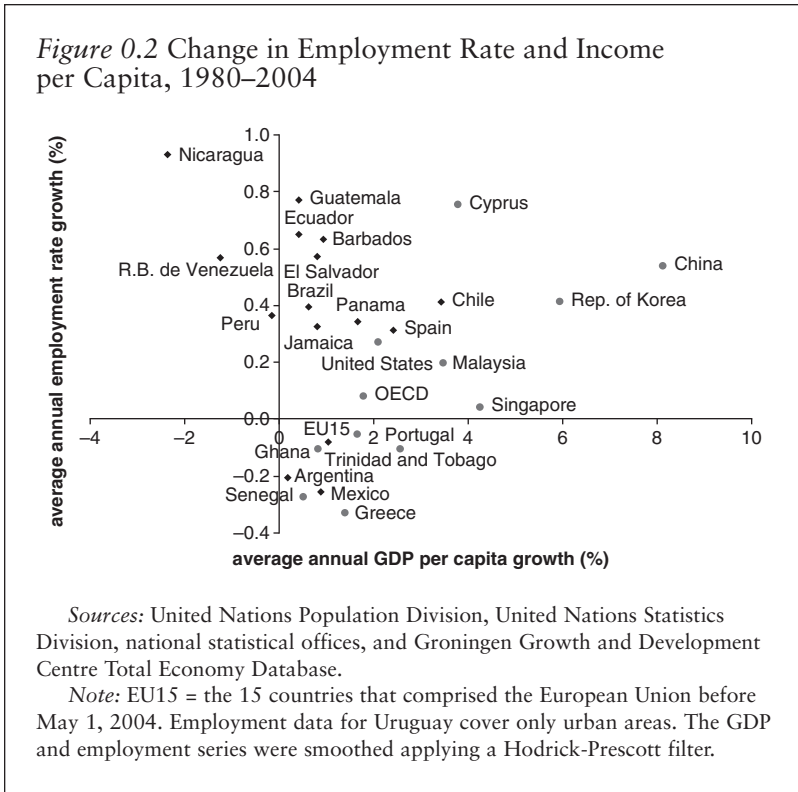 Figure 0.2 Change in Employment Rate and Income
per Capita, 1980–2004
average annual employment rate growth (%)
1.0
Nicaragua
0.8
Guatemala
Cyprus
Ecuador
0.6
Barbados
R.B. de Venezuela
El Salvador
China
Brazil
0.4
Panama
Chile
Rep. of Korea
Peru
Spain
Jamaica
0.2
United States
Malaysia
OECD
Singapore
0.0
–4
–2
0
2
4
6
8
10
EU15
Portugal
Ghana
Trinidad and Tobago
–0.2
Argentina
Senegal
Mexico
Greece
–0.4
average annual GDP per capita growth (%)
Sources: United Nations Population Division, United Nations Statistics
Division, national statistical offices, and Groningen Growth and Development
Centre Total Economy Database.
Note: EU15 = the 15 countries that comprised the European Union before
May 1, 2004. Employment data for Uruguay cover only urban areas. The GDP
and employment series were smoothed applying a Hodrick-Prescott filter.